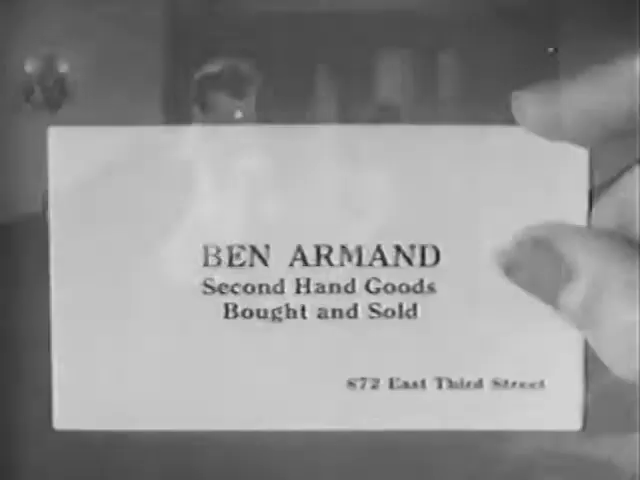 BEN ARMAND
Second Hand Goods
Bought and Sold
872 East Third Street